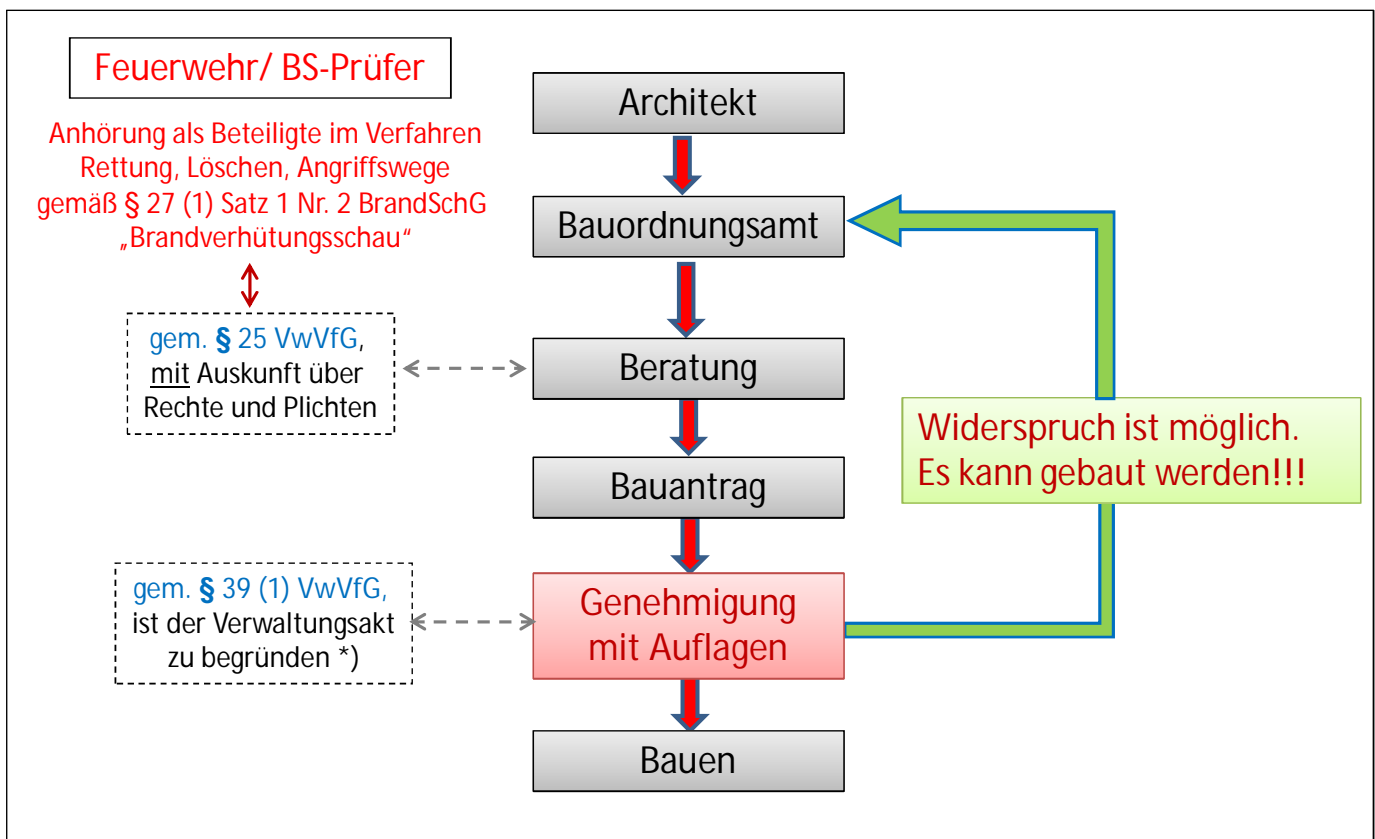 Feuerwehr/ BS-Prüfer
Anhörung als Beteiligte im Verfahren
Rettung, Löschen, Angriffswege
gemäß § 27 (1) Satz 1 Nr. 2 BrandSchG
„Brandverhütungsschau“
gem. § 25 VwVfG,
mit Auskunft über
Rechte und Plichten
gem. § 39 (1) VwVfG,
ist der Verwaltungsakt
zu begründen *)
Architekt
Bauordnungsamt
Beratung
Bauantrag
Genehmigung
mit Auflagen
Bauen
Widerspruch ist möglich.
Es kann gebaut werden!!!